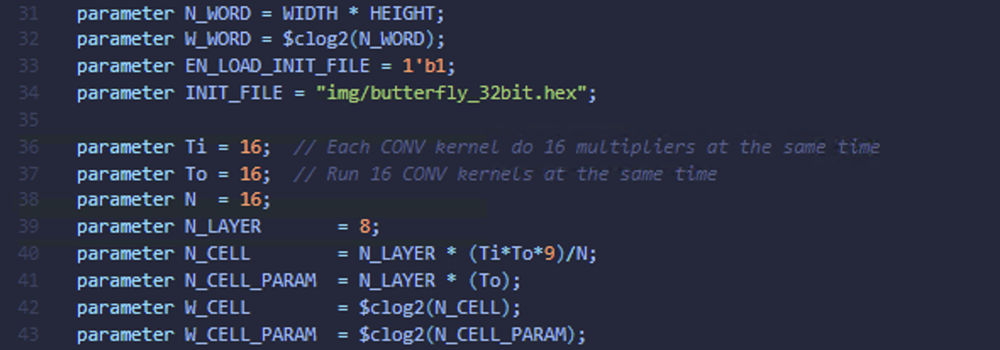 31 parameter N_WORD = WIDTH * HEIGHT;
32 parameter W_WORD = $clog2(N_WORD);
33 parameter EN_LOAD_INIT_FILE = 1'b1;
34 parameter INIT_FILE = "img/butterfly_32bit.hex";
35
36 parameter Ti = 16;  // Each CONV kernel do 16 multipliers at the same time
37 parameter To = 16;  // Run 16 CONV kernels at the same time
38 parameter N  = 16;
39 parameter N_LAYER       = 8;
40 parameter N_CELL        = N_LAYER * (Ti*To*9)/N;
41 parameter N_CELL_PARAM  = N_LAYER * (To);
42 parameter W_CELL        = $clog2(N_CELL);
43 parameter W_CELL_PARAM  = $clog2(N_CELL_PARAM);